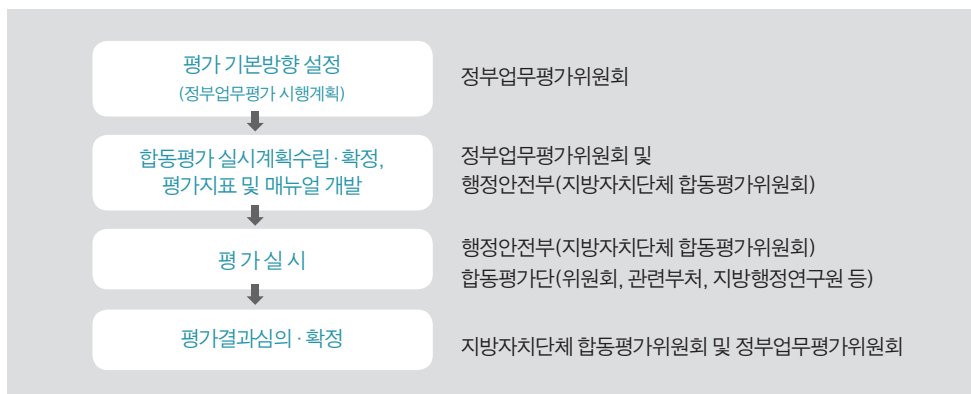 평가 기본방향 설정
(정부업무평가 시행계획)
정부업무평가위원회
합동평가 실시계획수립·확정,
평가지표 및 매뉴얼 개발
정부업무평가위원회 및
행정안전부(지방자치단체 합동평가위원회)
평가실시
행정안전부(지방자치단체 합동평가위원회)
합동평가단(위원회, 관련부처, 지방행정연구원 등)
평가결과심의·확정
지방자치단체 합동평가위원회 및 정부업무평가위원회